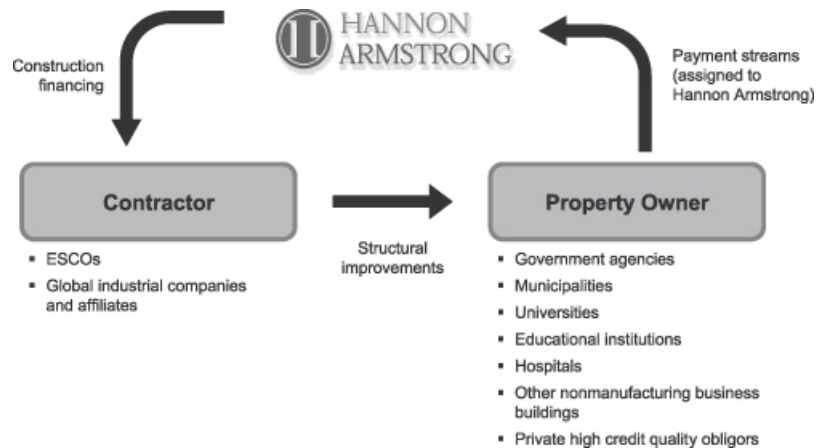 HANNON
ARMSTRONG
Construction
financing
Payment streams
(assigned to
Hannon Armstrong)
Contractor
Structural
improvements
Property Owner
▪ ESCOs
▪ Global industrial companies
and affiliates
▪ Government agencies
▪ Municipalities
▪ Universities
▪ Educational institutions
▪ Hospitals
▪ Other nonmanufacturing business
buildings
▪ Private high credit quality obligors